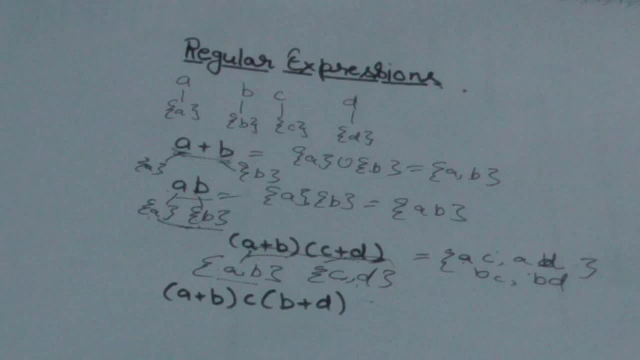 Regular Expressions.
a b c d
{a} {b} {c} {d}
a + b = {a} ∪ {b} = {a, b}
{a} {b}
ab = {a} {b} = {ab}
{a} {b}
(a+b) (c+d) = {ac, ad
{a, b} {c, d} bc, bd }
(a+b) c (b+d)